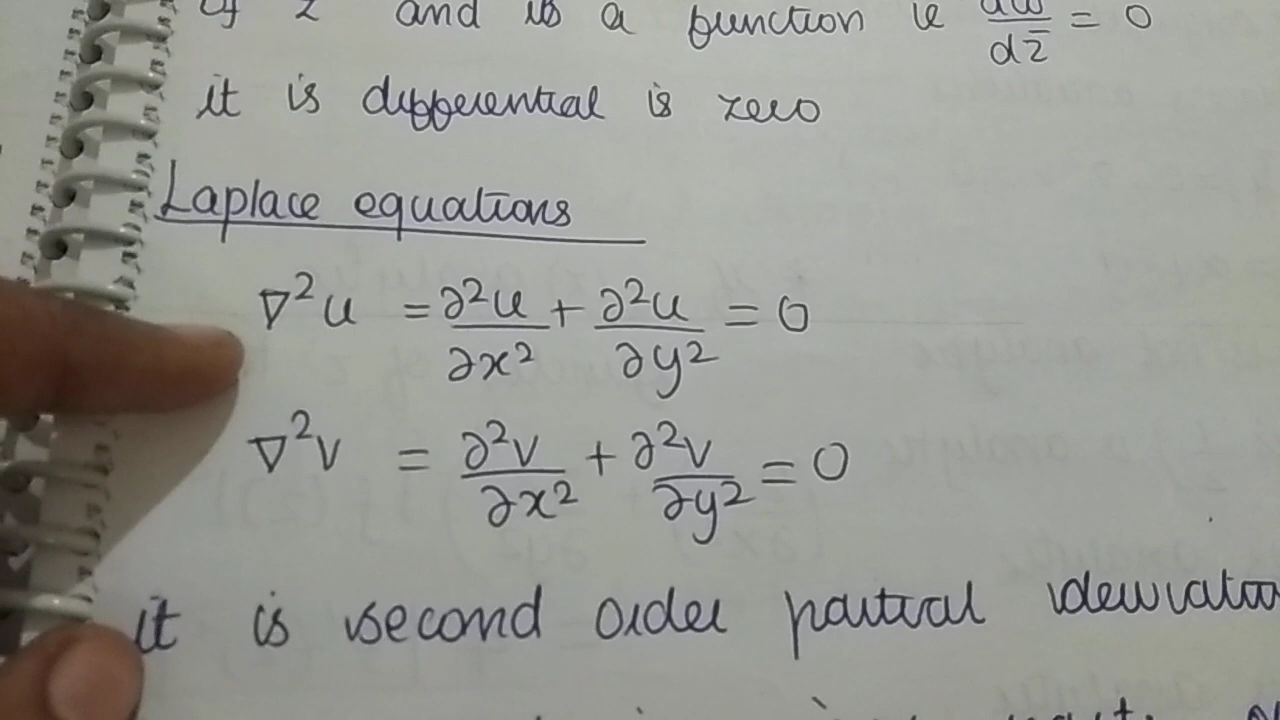 of z and is a function ie dw/dz̄ = 0
it is differential is zero
Laplace equations
∇²u = ∂²u/∂x² + ∂²u/∂y² = 0
∇²v = ∂²v/∂x² + ∂²v/∂y² = 0
it is second order partial